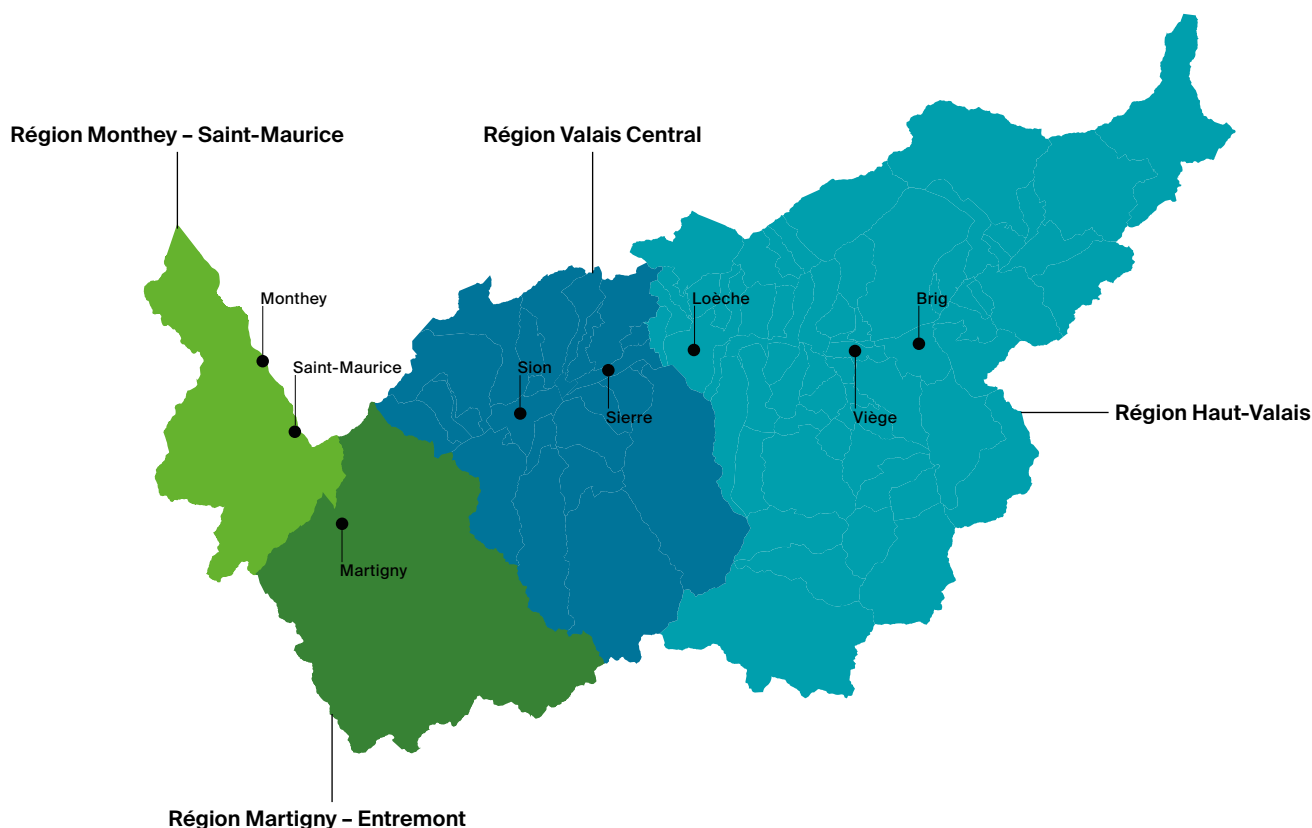 Région Monthey – Saint-Maurice
Région Valais Central
Monthey
Loèche
Brig
Saint-Maurice
Sion
Sierre
Viège
Région Haut-Valais
Martigny
Région Martigny – Entremont